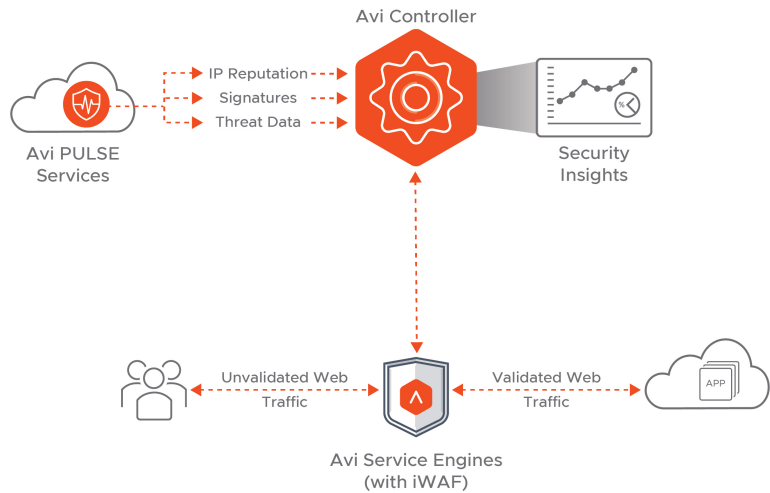 Avi Controller
IP Reputation
Signatures
Threat Data
Avi PULSE
Services
%
Security
Insights
Unvalidated Web
Traffic
Validated Web
Traffic
APP
Avi Service Engines
(with iWAF)